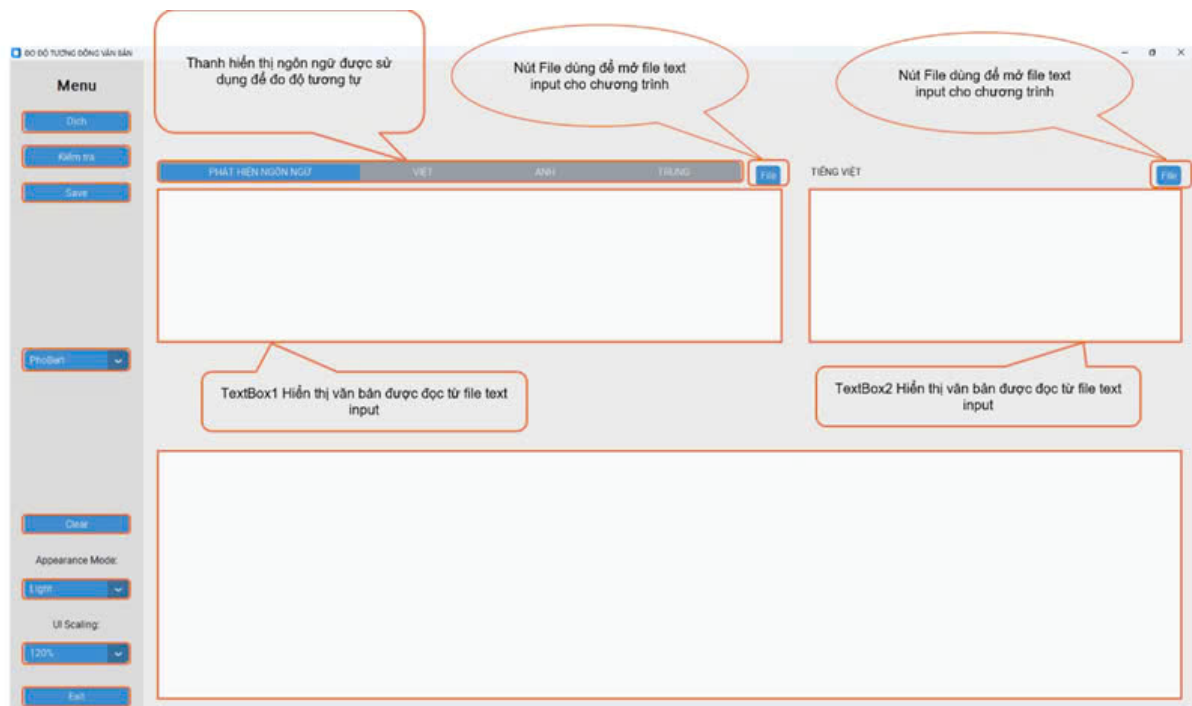 ĐO ĐỘ TƯƠNG ĐỒNG VĂN BẢN
Menu
Dịch
Kiểm tra
Save
PhoBert
Clear
Appearance Mode:
Light
UI Scaling:
120%
Exit
Thanh hiển thị ngôn ngữ được sử
dụng để đo độ tương tự
Nút File dùng để mở file text
input cho chương trình
Nút File dùng để mở file text
input cho chương trình
PHÁT HIỆN NGÔN NGỮ VIỆT ANH TRUNG
File
TIẾNG VIỆT
File
TextBox1 Hiển thị văn bản được đọc từ file text
input
TextBox2 Hiển thị văn bản được đọc từ file text
input